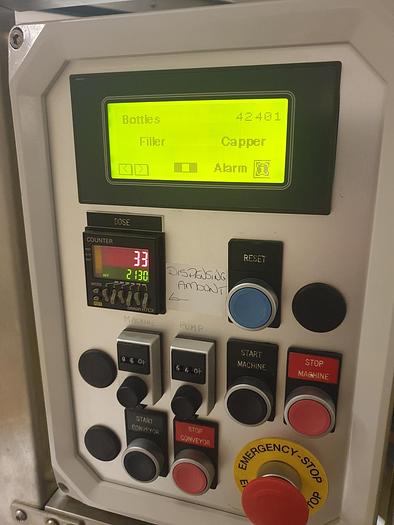 Bottles 42401
Filler Capper
< > Alarm
DOSE
COUNTER
33
2130
DISPENSING
AMOUNT
RESET
PUMP
START
MACHINE
STOP
MACHINE
START
CONVEYOR
STOP
CONVEYOR
EMERGENCY-STOP